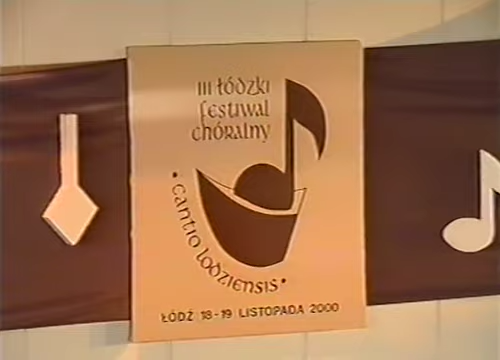 III łódzki
festiwal
chóralny
• cantio lodziensis •
ŁÓDŹ 18-19 LISTOPADA 2000